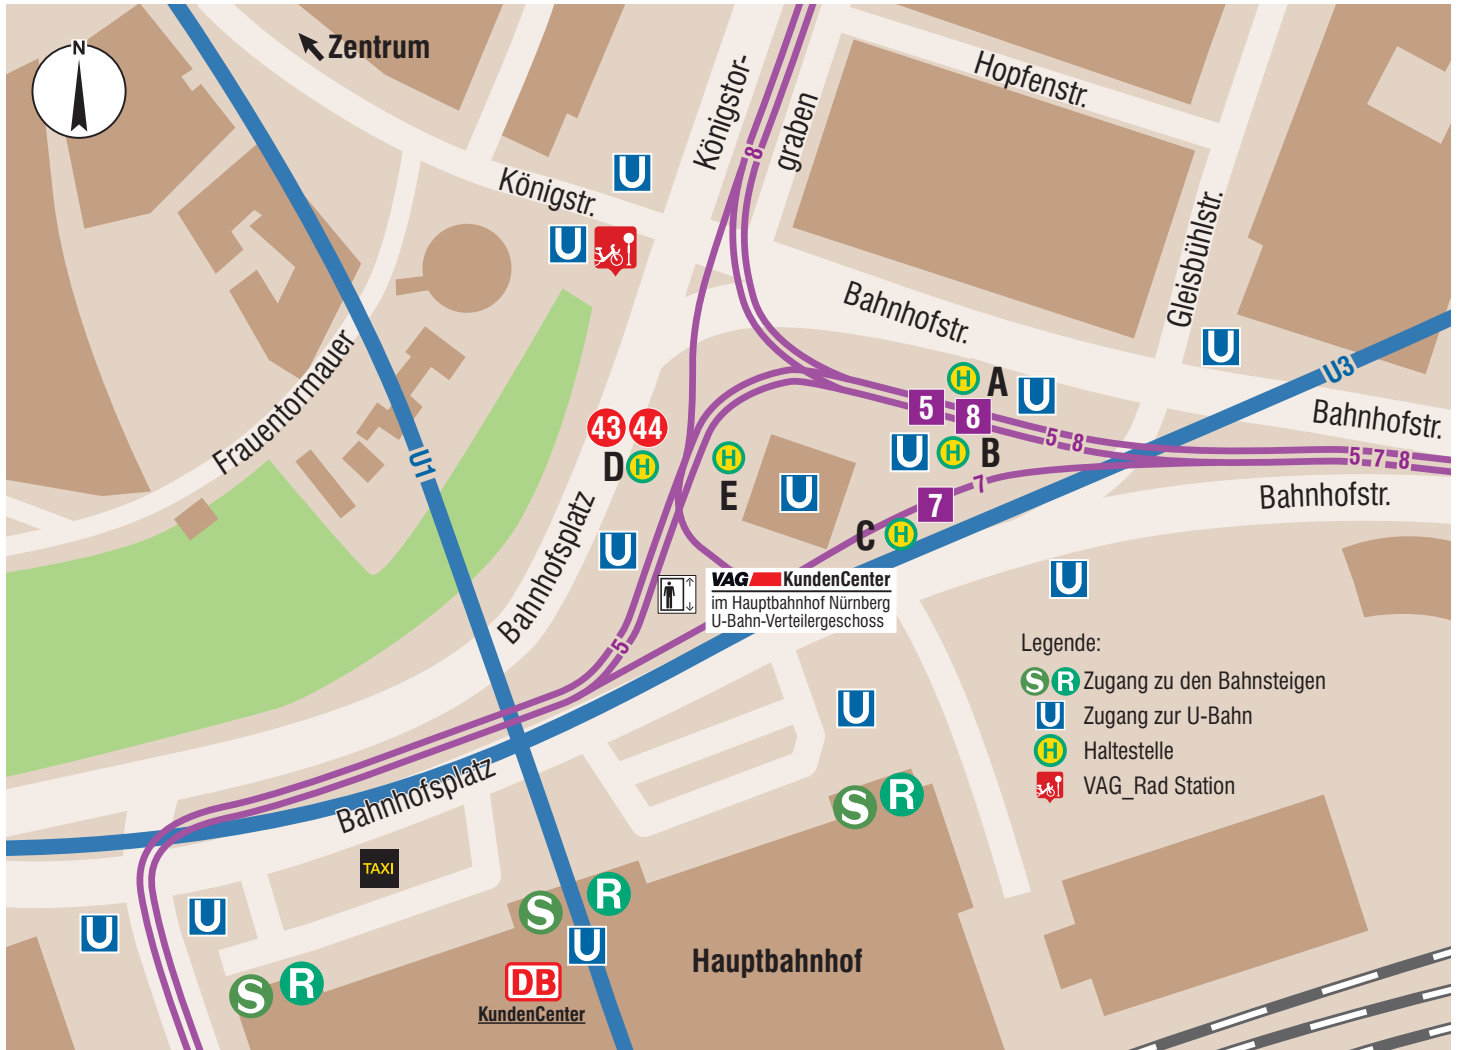 N
Zentrum
Königstor-
graben
Hopfenstr.
8
U
Königstr.
U
Gleisbühlstr.
Bahnhofstr.
U
U3
Frauentormauer
H A
U
5
8
43 44
D H
H
E
U
H B
5 8
Bahnhofstr.
5 7 8
U1
U
7
7
Bahnhofstr.
C H
Bahnhofsplatz
U
VAG KundenCenter
im Hauptbahnhof Nürnberg
U-Bahn-Verteilergeschoss
U
5
Legende:
S R Zugang zu den Bahnsteigen
U Zugang zur U-Bahn
H Haltestelle
VAG_Rad Station
U
Bahnhofsplatz
S R
TAXI
U
U
S R
U
Hauptbahnhof
S R
DB
KundenCenter